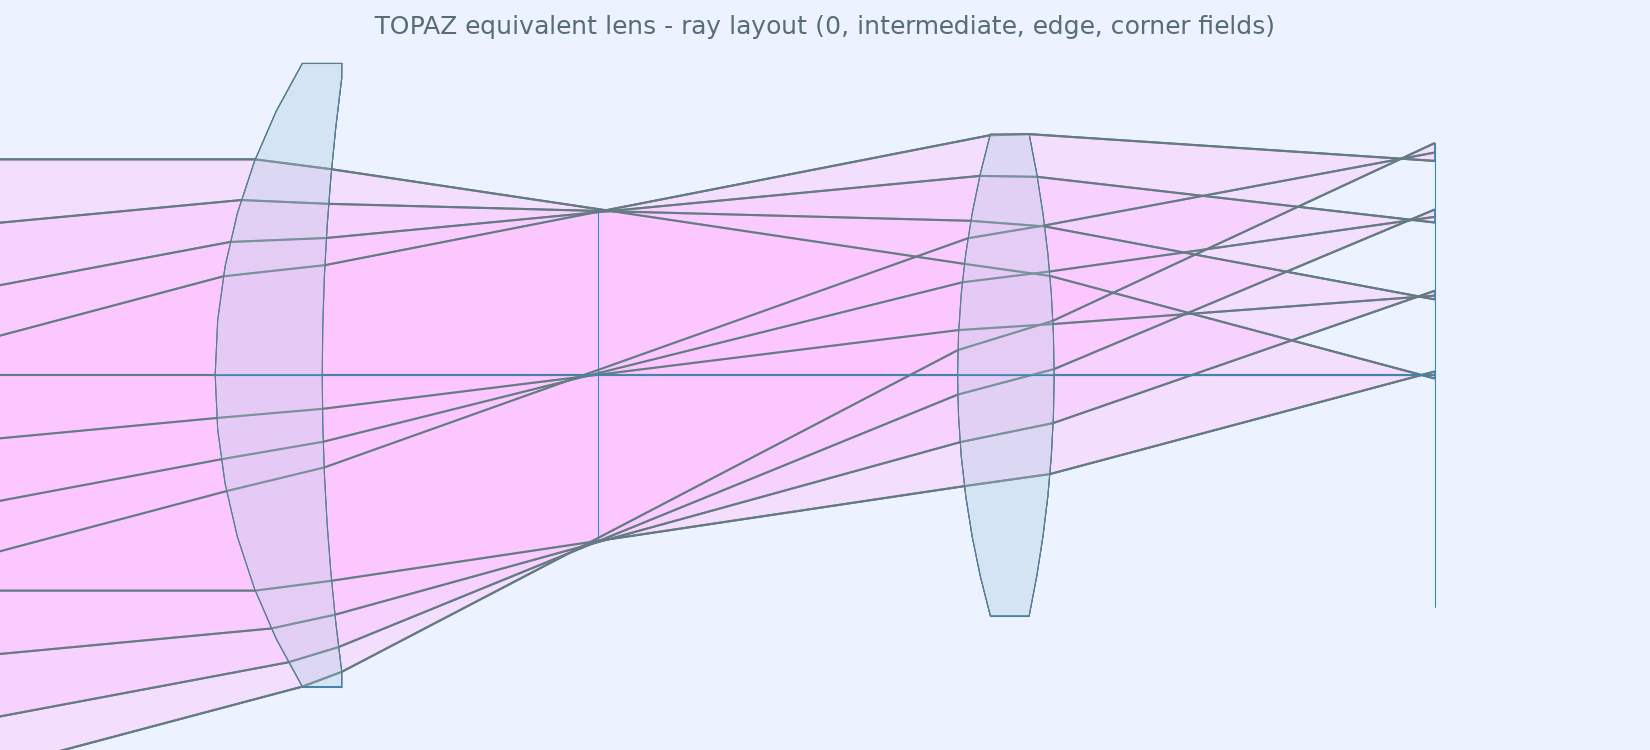 TOPAZ equivalent lens - ray layout (0, intermediate, edge, corner fields)